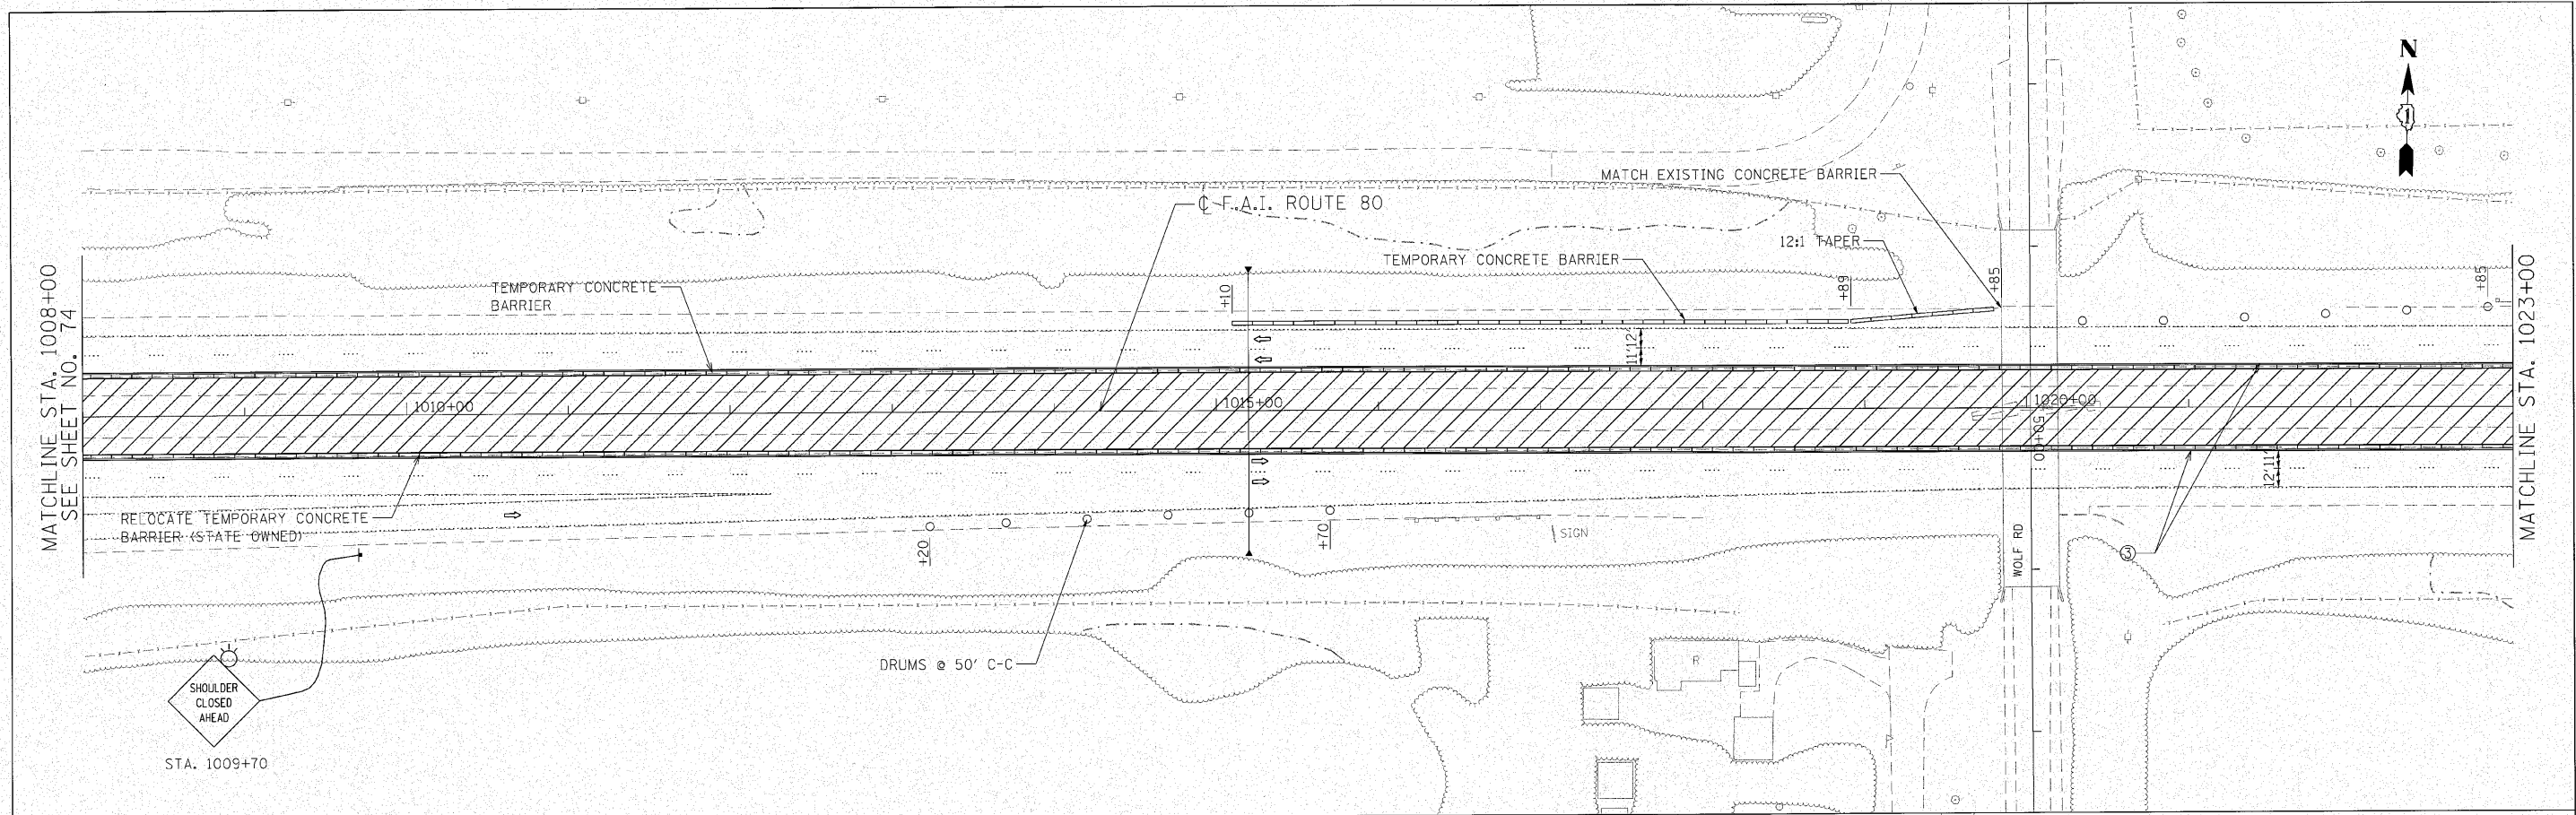 N
MATCH EXISTING CONCRETE BARRIER
℄ F.A.I. ROUTE 80
12:1 TAPER
TEMPORARY CONCRETE BARRIER
TEMPORARY CONCRETE
BARRIER
+10
+89
+85
+85
MATCHLINE STA. 1008+00
SEE SHEET NO. 74
MATCHLINE STA. 1023+00
11'
12'
1010+00
1015+00
1020+00
50+00
12'
11'
RELOCATE TEMPORARY CONCRETE
BARRIER (STATE OWNED)
+20
+70
SIGN
WOLF RD
3
DRUMS @ 50' C-C
R
SHOULDER
CLOSED
AHEAD
STA. 1009+70